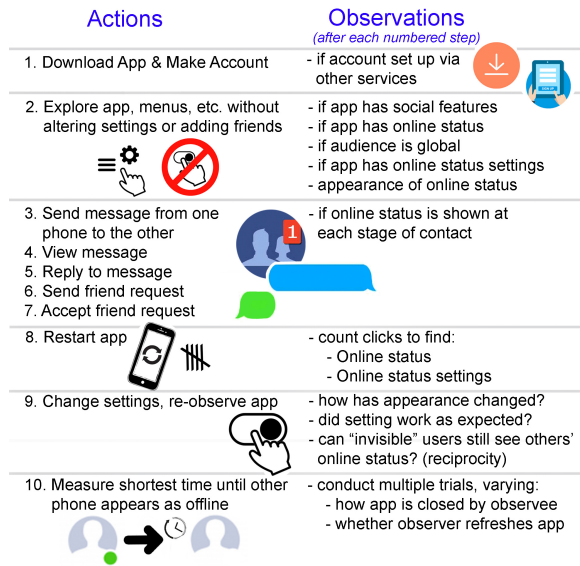 Actions
Observations
(after each numbered step)
1. Download App & Make Account
- if account set up via
other services
SIGN UP
2. Explore app, menus, etc. without
altering settings or adding friends
- if app has social features
- if app has online status
- if audience is global
- if app has online status settings
- appearance of online status
3. Send message from one
phone to the other
4. View message
5. Reply to message
6. Send friend request
7. Accept friend request
1
- if online status is shown at
each stage of contact
8. Restart app
- count clicks to find:
- Online status
- Online status settings
9. Change settings, re-observe app
- how has appearance changed?
- did setting work as expected?
- can “invisible” users still see others’
online status? (reciprocity)
10. Measure shortest time until other
phone appears as offline
- conduct multiple trials, varying:
- how app is closed by observee
- whether observer refreshes app